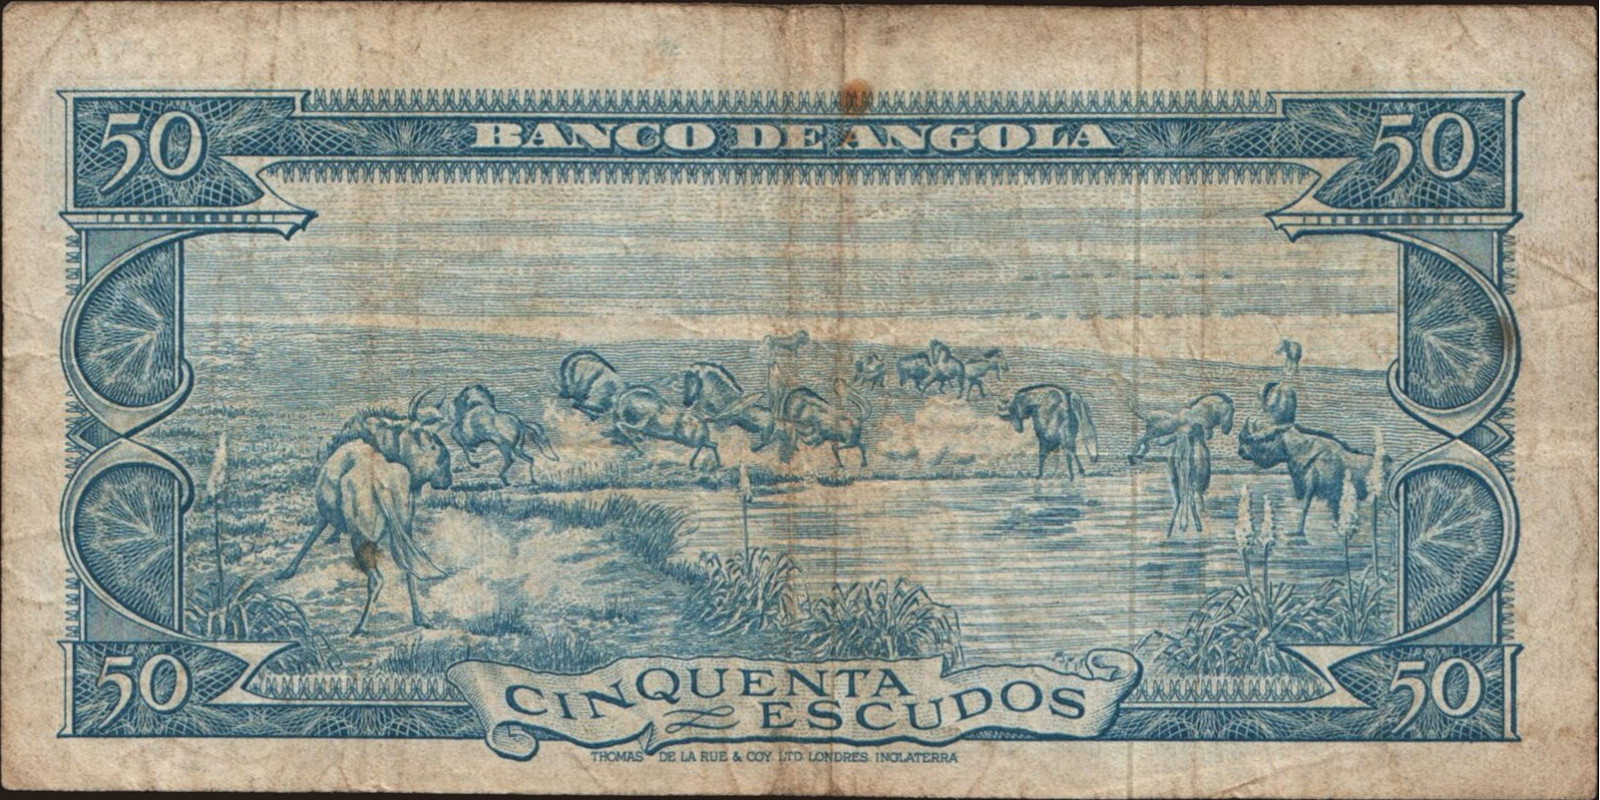 50 BANCO DE ANGOLA 50
50 CINQUENTA 50
ESCUDOS
THOMAS DE LA RUE & COY. LTD. LONDRES. INGLATERRA